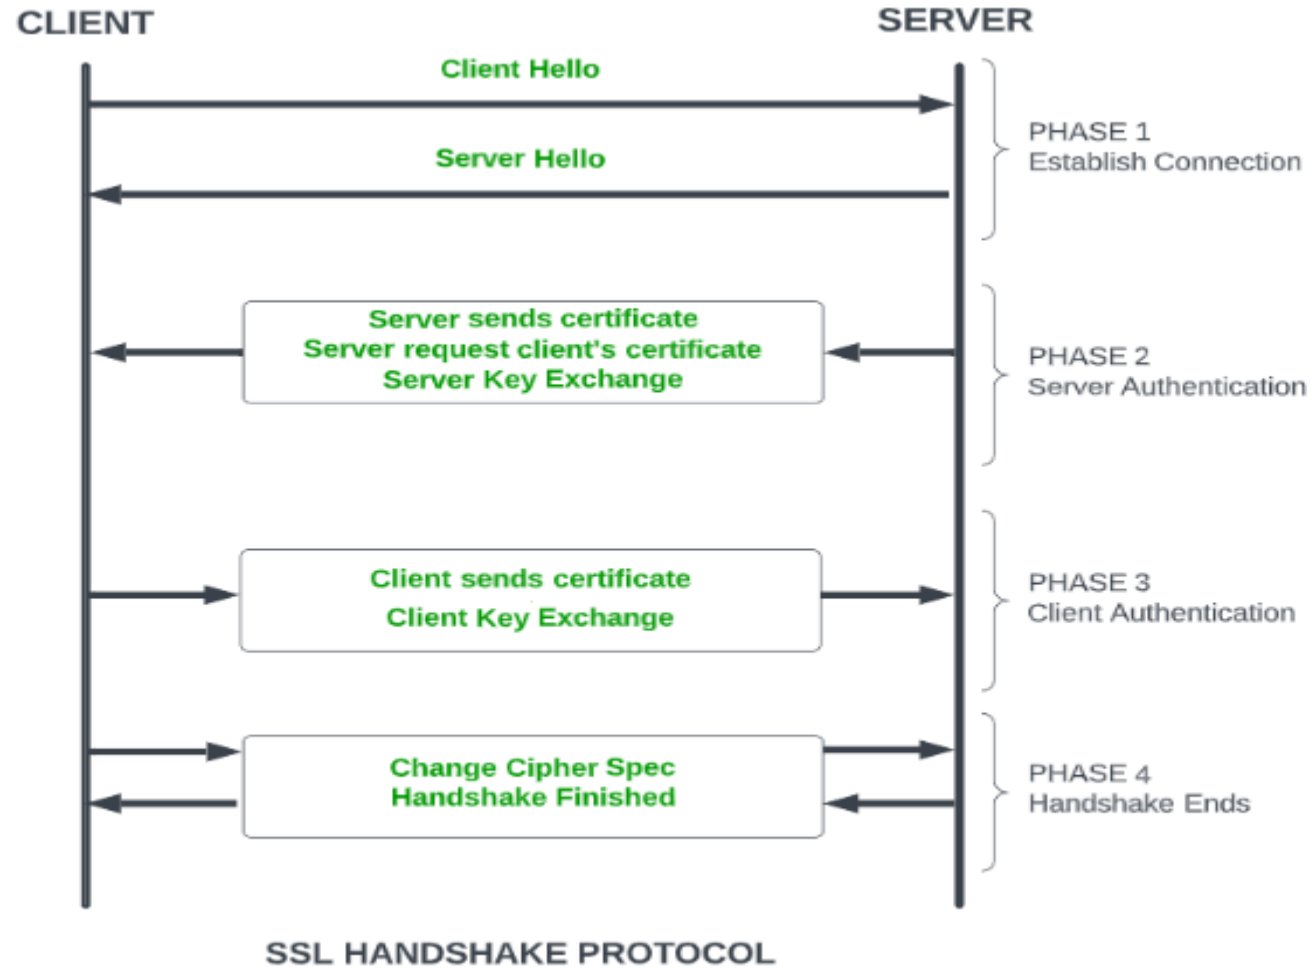 CLIENT
SERVER
Client Hello
PHASE 1
Establish Connection
Server Hello
Server sends certificate
Server request client's certificate
Server Key Exchange
PHASE 2
Server Authentication
Client sends certificate
Client Key Exchange
PHASE 3
Client Authentication
Change Cipher Spec
Handshake Finished
PHASE 4
Handshake Ends
SSL HANDSHAKE PROTOCOL